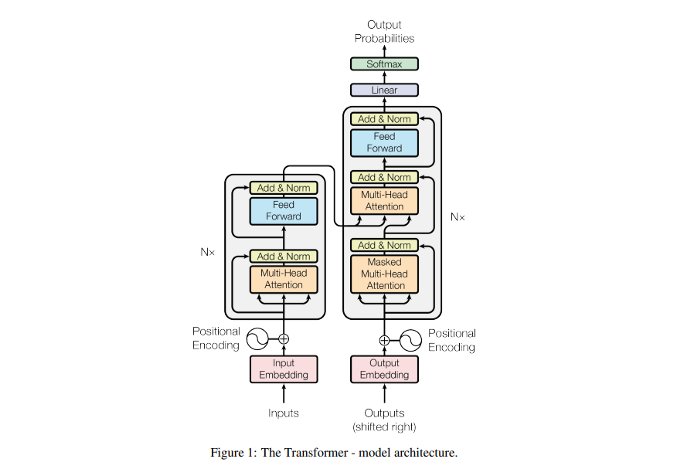 Output
Probabilities
Softmax
Linear
Add & Norm
Feed
Forward
Add & Norm
Multi-Head
Attention
Add & Norm
Masked
Multi-Head
Attention
Nx
Positional
Encoding
Output
Embedding
Outputs
(shifted right)
Add & Norm
Feed
Forward
Add & Norm
Multi-Head
Attention
Nx
Positional
Encoding
Input
Embedding
Inputs
Figure 1: The Transformer - model architecture.